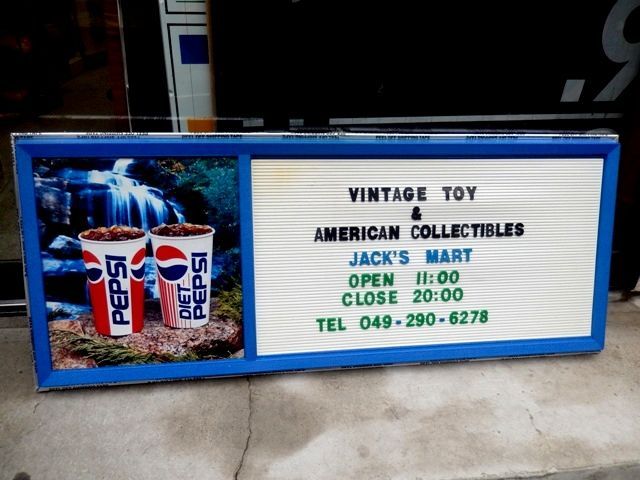 VINTAGE TOY
&
AMERICAN COLLECTIBLES
JACK'S MART
OPEN 11:00
CLOSE 20:00
TEL 049-290-6278
PEPSI
DIET PEPSI